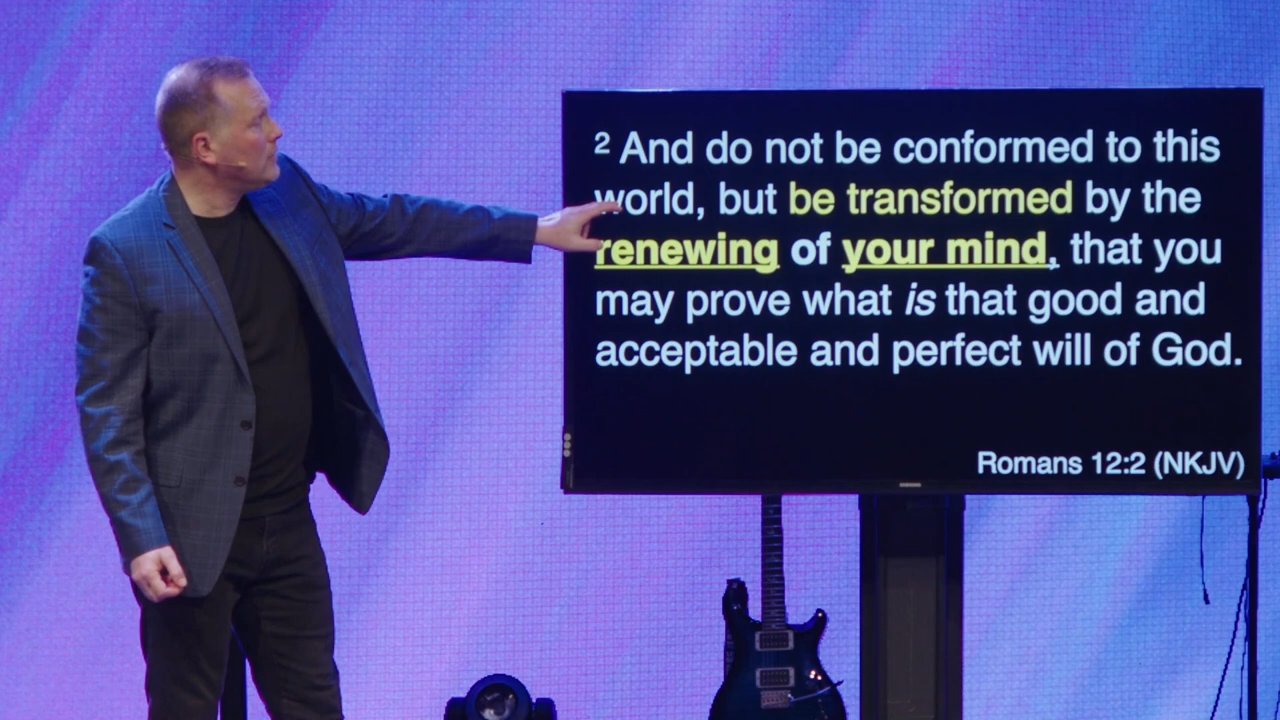 2 And do not be conformed to this
world, but be transformed by the
renewing of your mind, that you
may prove what is that good and
acceptable and perfect will of God.
Romans 12:2 (NKJV)